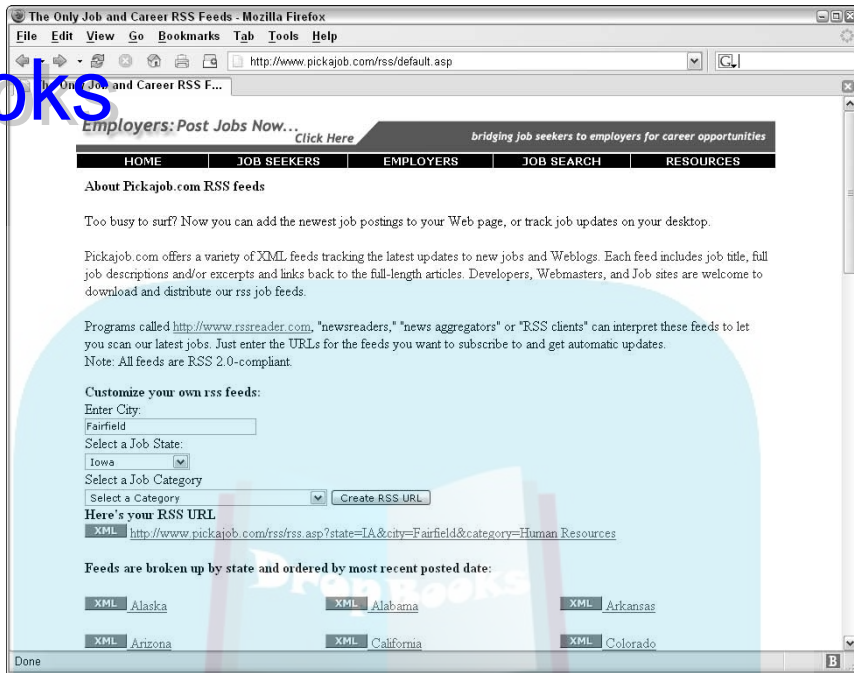 The Only Job and Career RSS Feeds - Mozilla Firefox
File Edit View Go Bookmarks Tab Tools Help
http://www.pickajob.com/rss/default.asp
G
oks
Only Job and Career RSS F...
Employers: Post Jobs Now...
Click Here
bridging job seekers to employers for career opportunities
HOME JOB SEEKERS EMPLOYERS JOB SEARCH RESOURCES
About Pickajob.com RSS feeds
Too busy to surf? Now you can add the newest job postings to your Web page, or track job updates on your desktop.
Pickajob.com offers a variety of XML feeds tracking the latest updates to new jobs and Weblogs. Each feed includes job title, full
job descriptions and/or excerpts and links back to the full-length articles. Developers, Webmasters, and Job sites are welcome to
download and distribute our rss job feeds.
Programs called http://www.rssreader.com, "newsreaders," "news aggregators" or "RSS clients" can interpret these feeds to let
you scan our latest jobs. Just enter the URLs for the feeds you want to subscribe to and get automatic updates.
Note: All feeds are RSS 2.0-compliant.
Customize your own rss feeds:
Enter City:
Fairfield
Select a Job State:
Iowa
Select a Job Category
Select a Category Create RSS URL
Here's your RSS URL
XML http://www.pickajob.com/rss/rss.asp?state=IA&city=Fairfield&category=Human Resources
Feeds are broken up by state and ordered by most recent posted date:
DropBooks
XML Alaska XML Alabama XML Arkansas
XML Arizona XML California XML Colorado
Done B